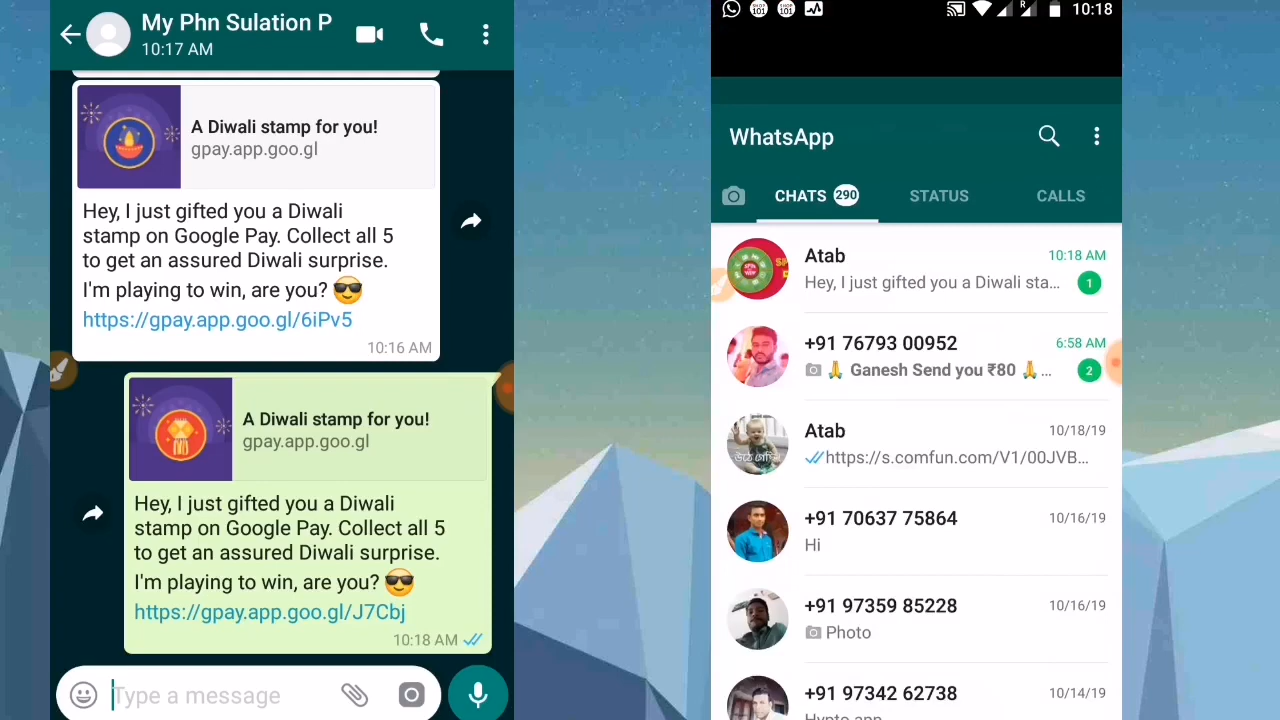 My Phn Sulation P
10:17 AM
A Diwali stamp for you!
gpay.app.goo.gl
Hey, I just gifted you a Diwali
stamp on Google Pay. Collect all 5
to get an assured Diwali surprise.
I'm playing to win, are you? 😎
https://gpay.app.goo.gl/6iPv5
10:16 AM
A Diwali stamp for you!
gpay.app.goo.gl
Hey, I just gifted you a Diwali
stamp on Google Pay. Collect all 5
to get an assured Diwali surprise.
I'm playing to win, are you? 😎
https://gpay.app.goo.gl/J7Cbj
10:18 AM
Type a message
SHOP 101
SHOP 101
R
10:18
WhatsApp
CHATS 290
STATUS
CALLS
Atab
10:18 AM
Hey, I just gifted you a Diwali sta...
1
+91 76793 00952
6:58 AM
🙏 Ganesh Send you ₹80 🙏...
2
Atab
10/18/19
https://s.comfun.com/V1/00JVB...
+91 70637 75864
10/16/19
Hi
+91 97359 85228
10/16/19
Photo
+91 97342 62738
10/14/19
Hypto app